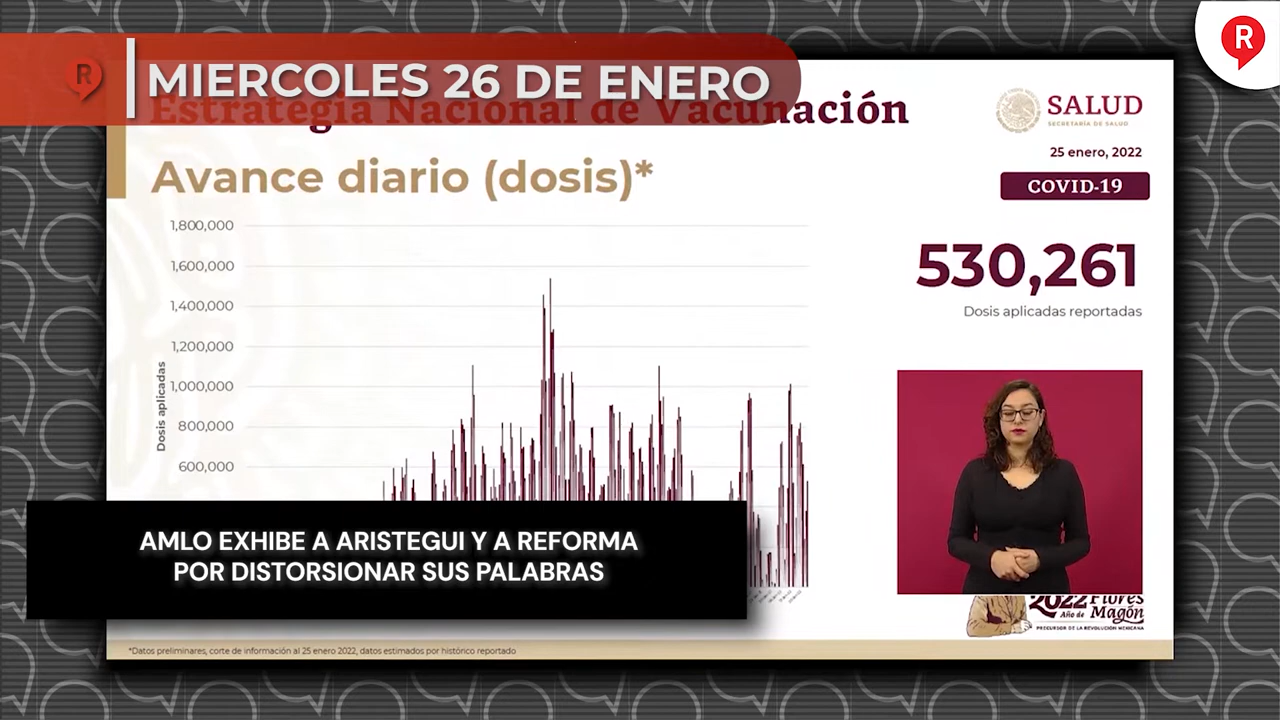 R
R
MIERCOLES 26 DE ENERO
Estrategia Nacional de Vacunación
SALUD
SECRETARÍA DE SALUD
25 enero, 2022
COVID-19
Avance diario (dosis)*
530,261
Dosis aplicadas reportadas
Dosis aplicadas
1,800,000
1,600,000
1,400,000
1,200,000
1,000,000
800,000
600,000
AMLO EXHIBE A ARISTEGUI Y A REFORMA
POR DISTORSIONAR SUS PALABRAS
2022 Flores
Año de Magón
PRECURSOR DE LA REVOLUCIÓN MEXICANA
*Datos preliminares, corte de información al 25 enero 2022, datos estimados por histórico reportado